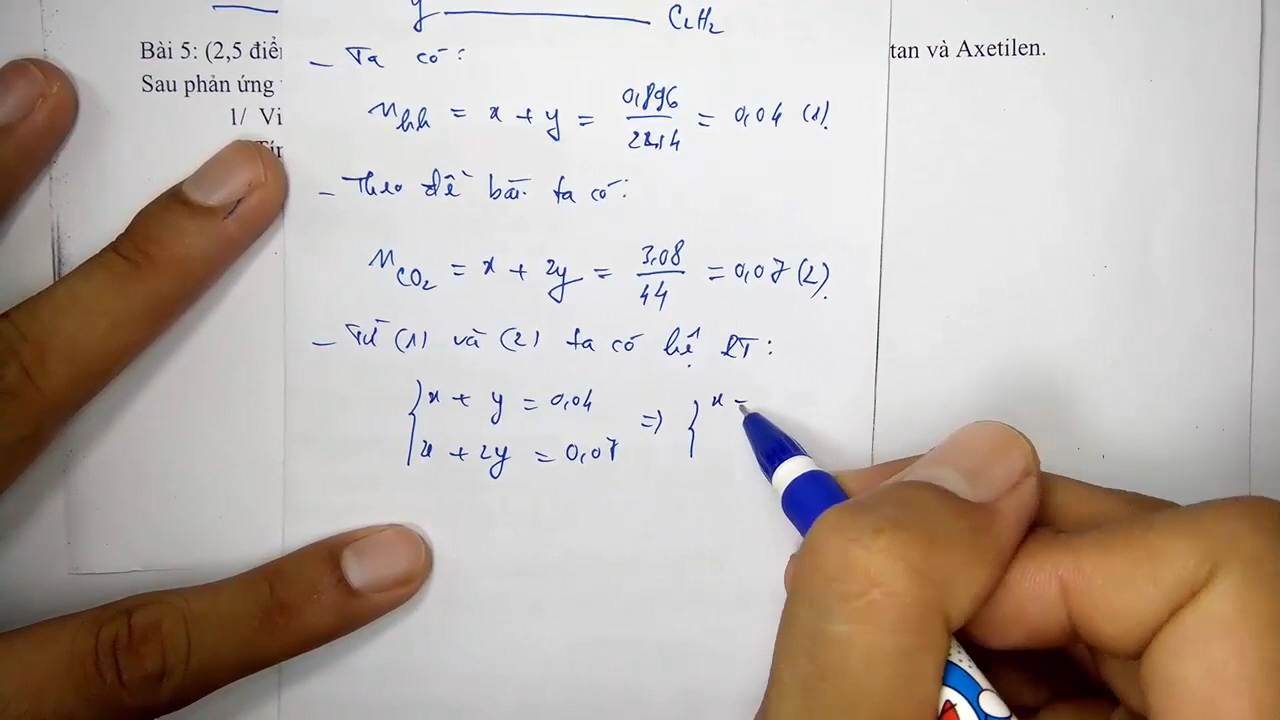 y ——— C₂H₂
Bài 5: (2,5 điể
tan và Axetilen.
– Ta có:
Sau phản ứng
nhh = x + y = 0,896/22,4 = 0,04 (1).
1/ Vi
– Theo đề bài ta có:
nCO₂ = x + 2y = 3,08/44 = 0,07 (2).
– Từ (1) và (2) ta có hệ PT:
{ x + y = 0,04 => { x =
x + 2y = 0,07